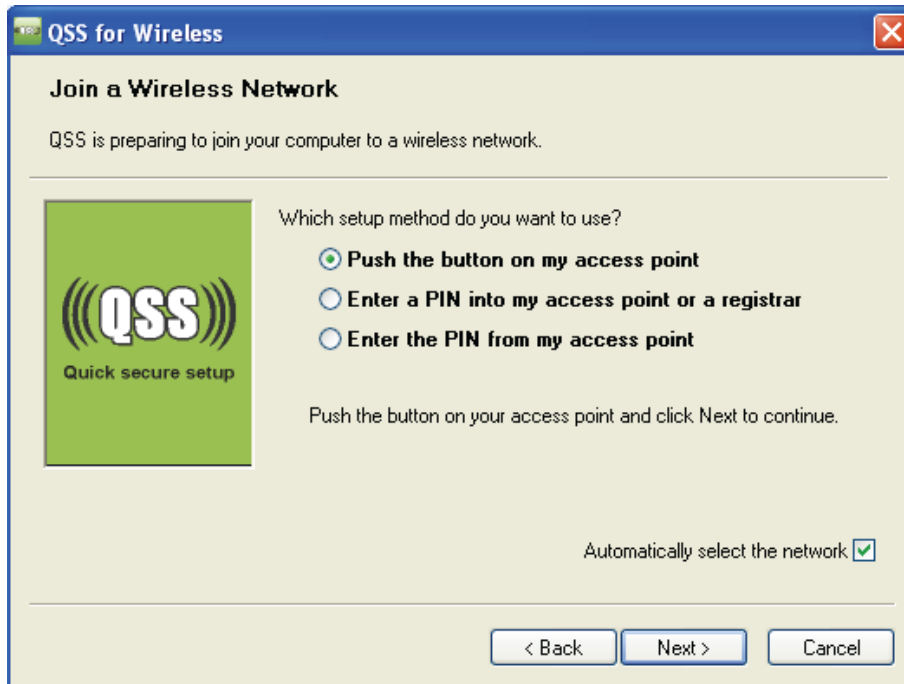 QSS for Wireless
Join a Wireless Network
QSS is preparing to join your computer to a wireless network.
Which setup method do you want to use?
Push the button on my access point
Enter a PIN into my access point or a registrar
Enter the PIN from my access point
(((QSS)))
Quick secure setup
Push the button on your access point and click Next to continue.
Automatically select the network
< Back Next > Cancel